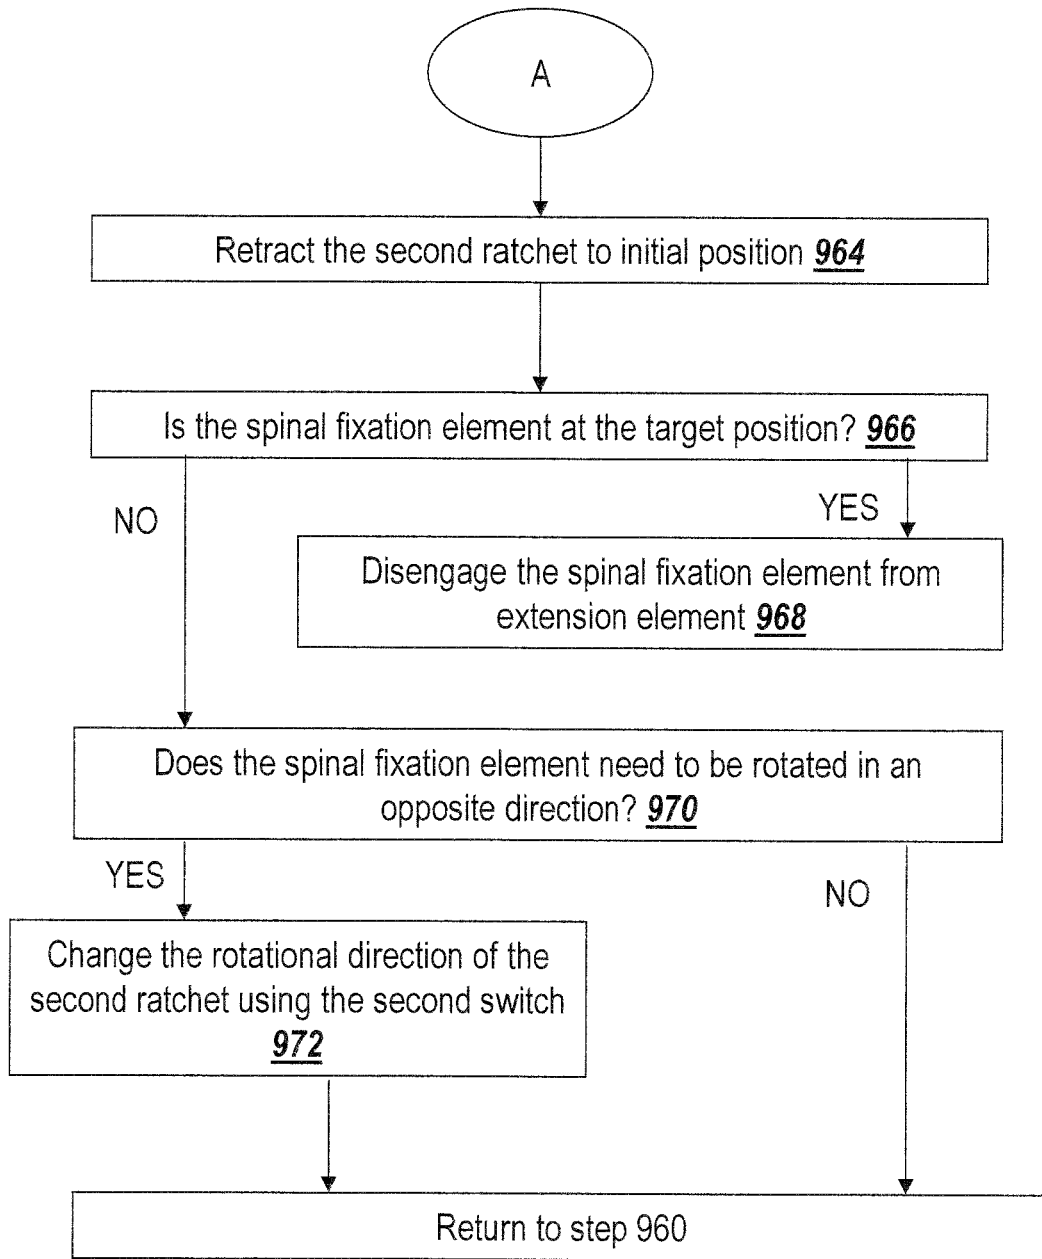 A
Retract the second ratchet to initial position 964
Is the spinal fixation element at the target position? 966
NO
YES
Disengage the spinal fixation element from
extension element 968
Does the spinal fixation element need to be rotated in an
opposite direction? 970
YES
NO
Change the rotational direction of the
second ratchet using the second switch
972
Return to step 960